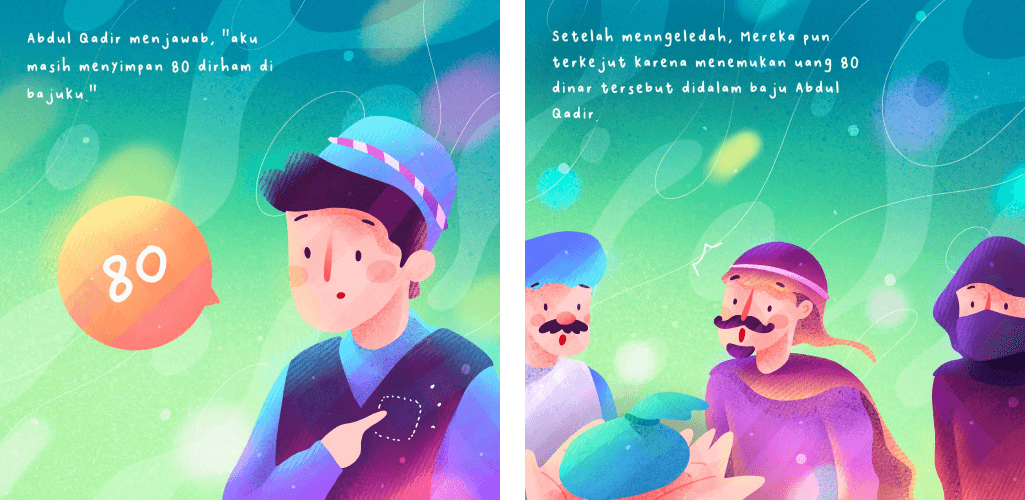 Abdul Qadir menjawab, "aku
masih menyimpan 80 dirham di
bajuku."
80
Setelah menngeledah, Mereka pun
terkejut karena menemukan uang 80
dinar tersebut didalam baju Abdul
Qadir.